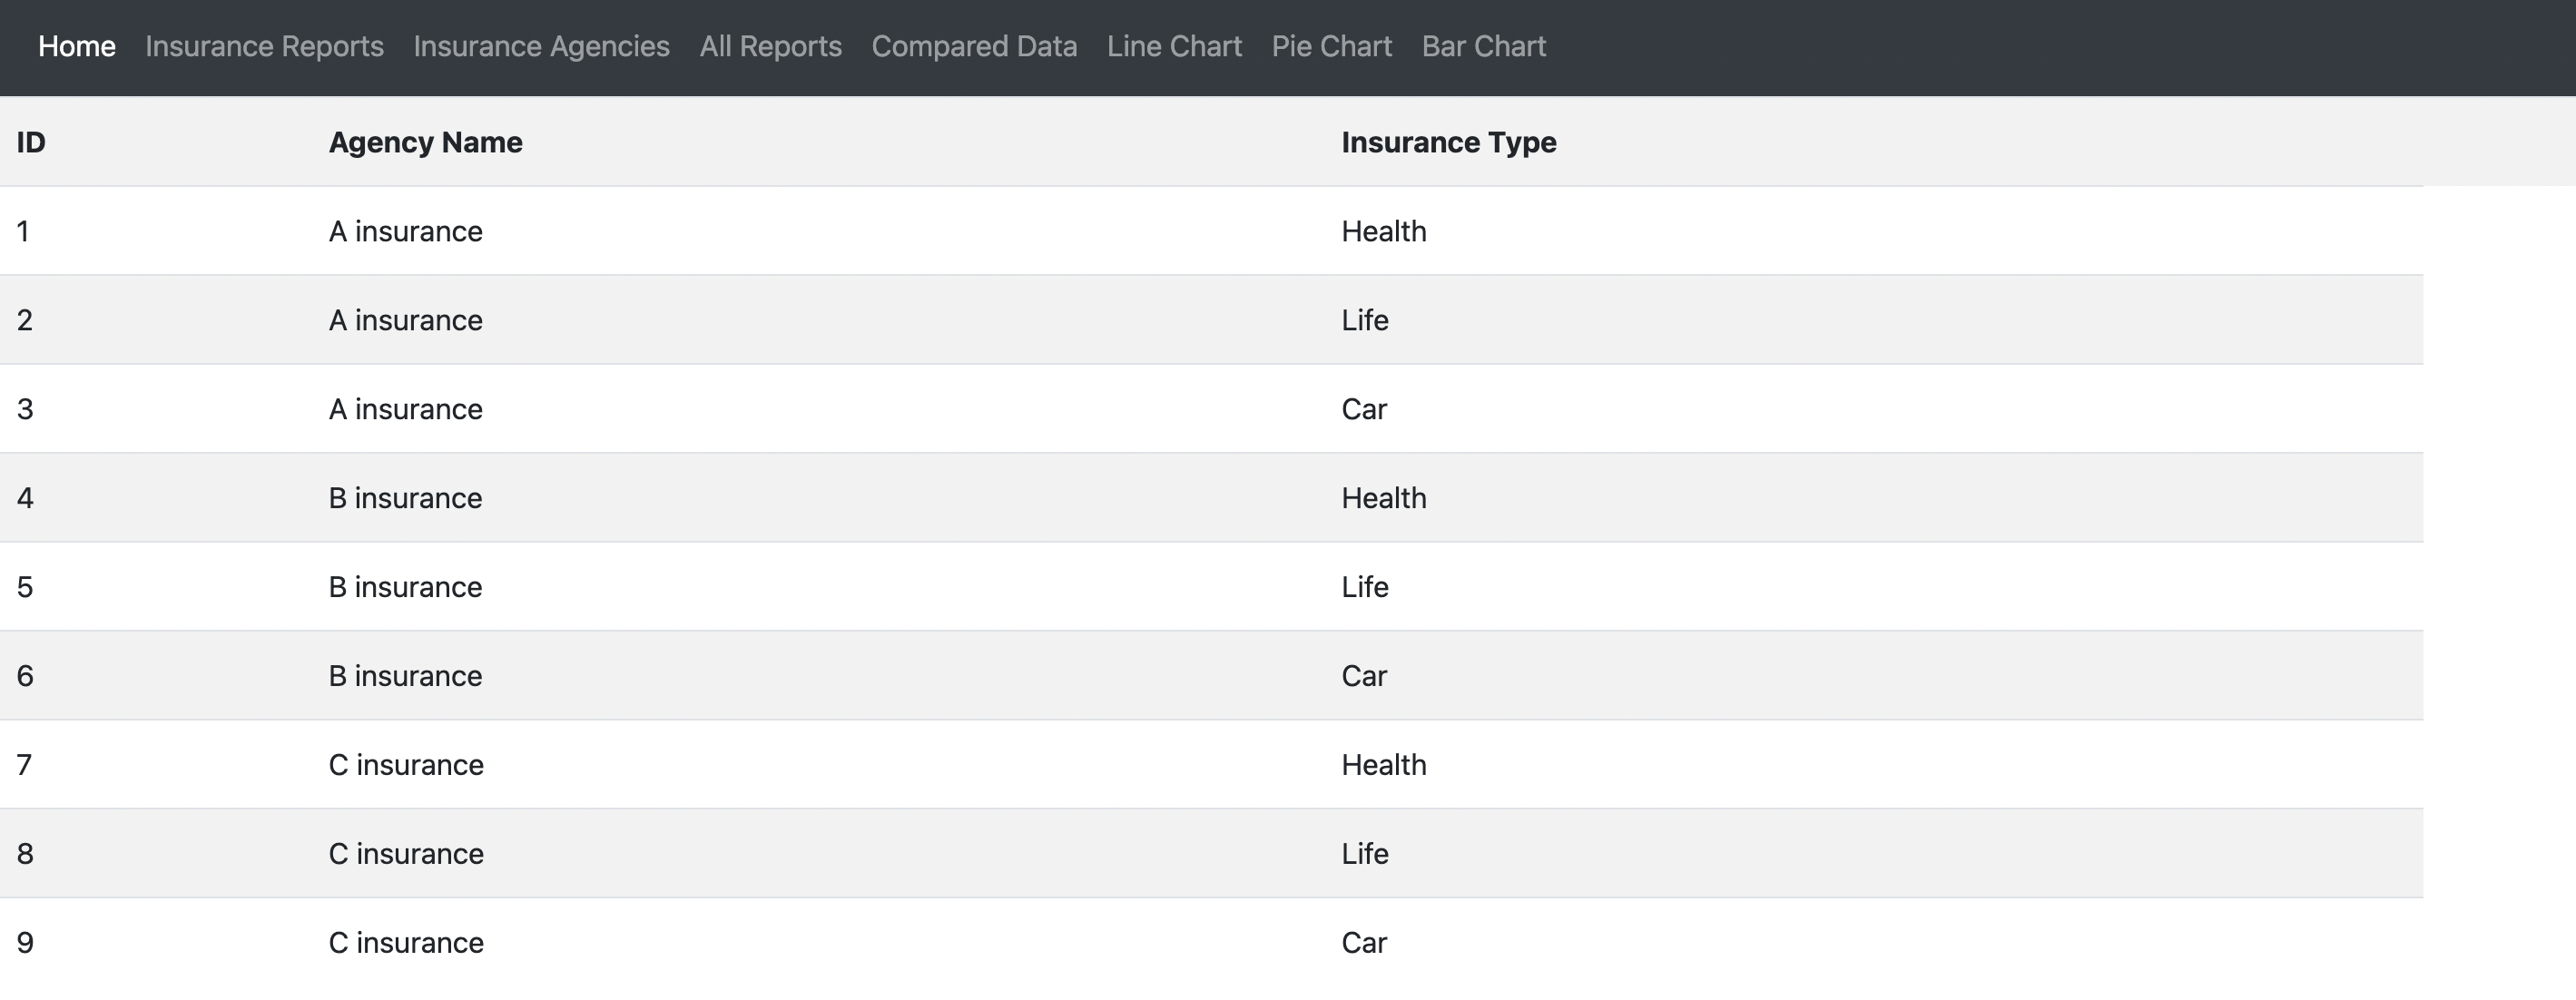 Home Insurance Reports Insurance Agencies All Reports Compared Data Line Chart Pie Chart Bar Chart
ID Agency Name Insurance Type
1 A insurance Health
2 A insurance Life
3 A insurance Car
4 B insurance Health
5 B insurance Life
6 B insurance Car
7 C insurance Health
8 C insurance Life
9 C insurance Car